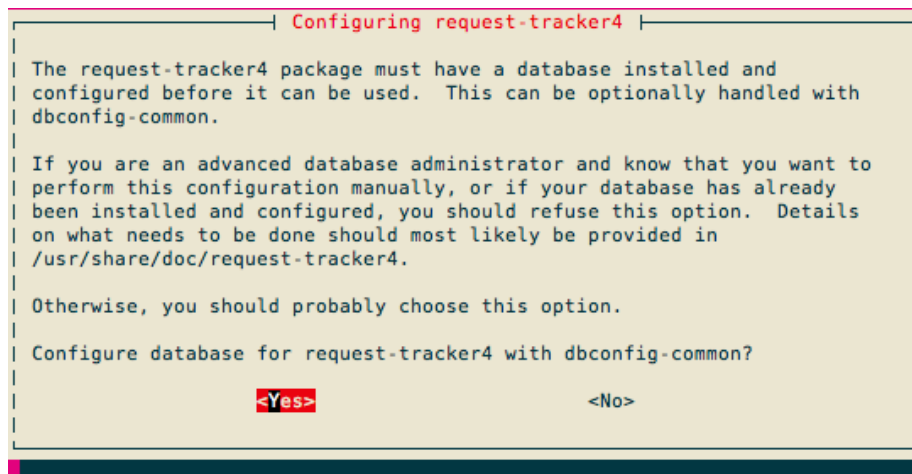 Configuring request-tracker4
The request-tracker4 package must have a database installed and
configured before it can be used.  This can be optionally handled with
dbconfig-common.
If you are an advanced database administrator and know that you want to
perform this configuration manually, or if your database has already
been installed and configured, you should refuse this option.  Details
on what needs to be done should most likely be provided in
/usr/share/doc/request-tracker4.
Otherwise, you should probably choose this option.
Configure database for request-tracker4 with dbconfig-common?
<Yes> <No>